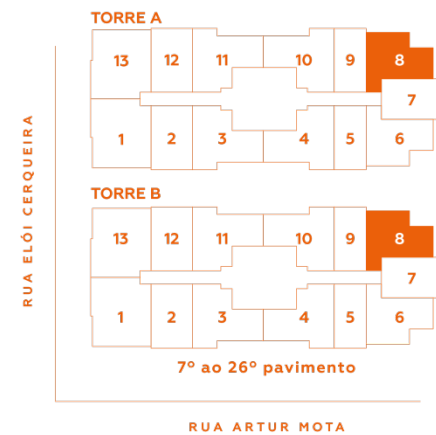 TORRE A
13 12 11 10 9 8
7
1 2 3 4 5 6
TORRE B
13 12 11 10 9 8
7
1 2 3 4 5 6
7º ao 26º pavimento
RUA ELÓI CERQUEIRA
RUA ARTUR MOTA